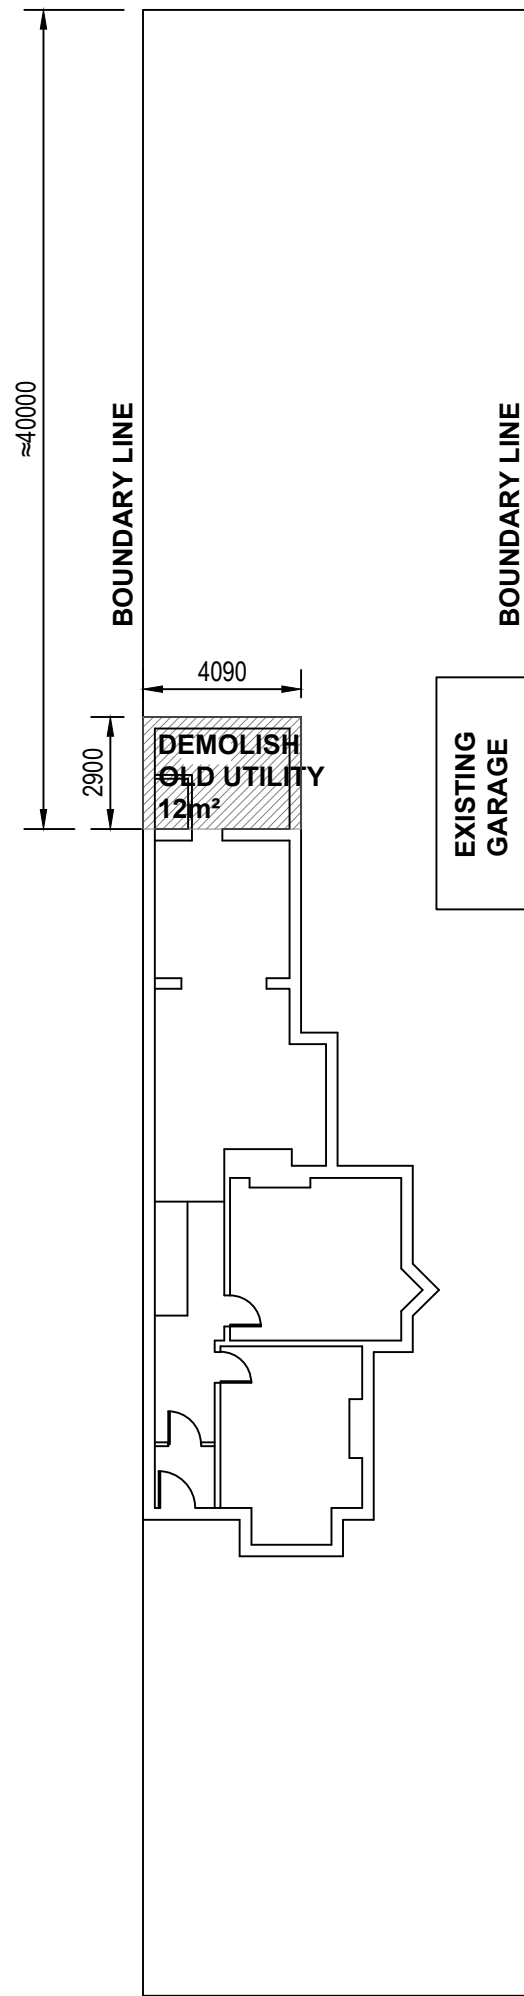 ≈40000
BOUNDARY LINE
BOUNDARY LINE
4090
2900
DEMOLISH
OLD UTILITY
12m²
EXISTING
GARAGE